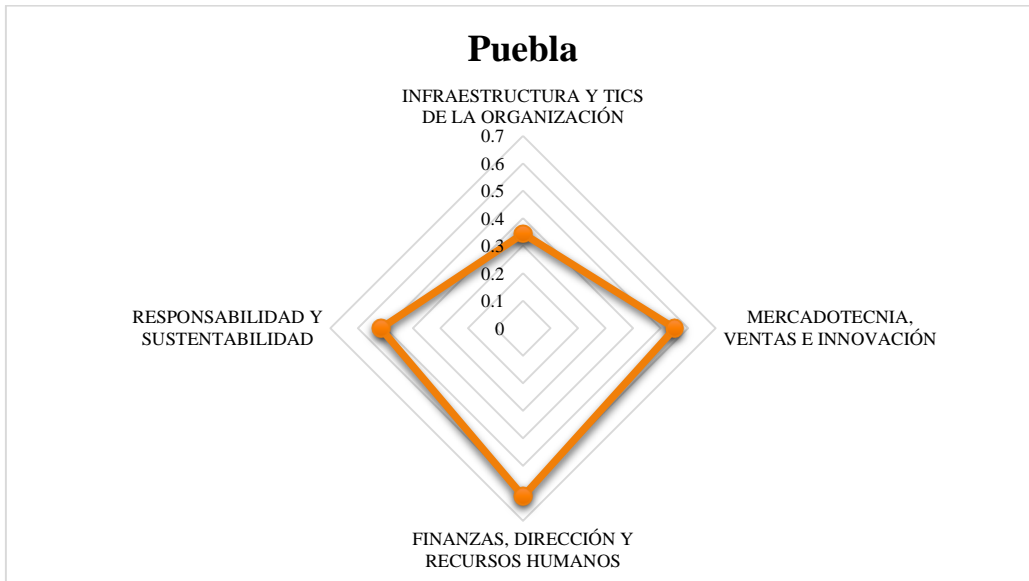 Puebla
INFRAESTRUCTURA Y TICS
DE LA ORGANIZACIÓN
0.7
0.6
0.5
0.4
0.3
0.2
0.1
0
RESPONSABILIDAD Y
SUSTENTABILIDAD
MERCADOTECNIA,
VENTAS E INNOVACIÓN
FINANZAS, DIRECCIÓN Y
RECURSOS HUMANOS